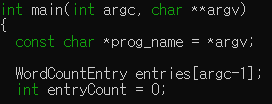 int main(int argc, char **argv)
{
  const char *prog_name = *argv;

  WordCountEntry entries[argc-1];
  int entryCount = 0;